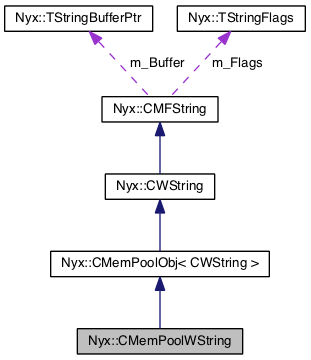 Nyx::TStringBufferPtr
Nyx::TStringFlags
m_Buffer
m_Flags
Nyx::CMFString
Nyx::CWString
Nyx::CMemPoolObj< CWString >
Nyx::CMemPoolWString